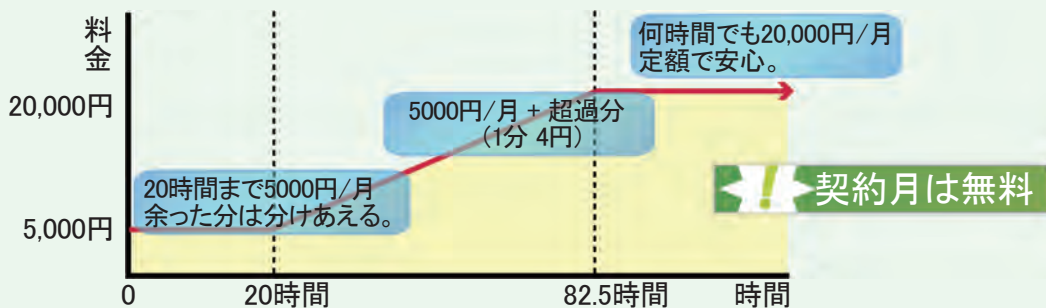 料金
何時間でも20,000円/月
定額で安心。
20,000円
5000円/月 + 超過分
(1分 4円)
契約月は無料
20時間まで5000円/月
余った分は分けあえる。
5,000円
0
20時間
82.5時間
時間